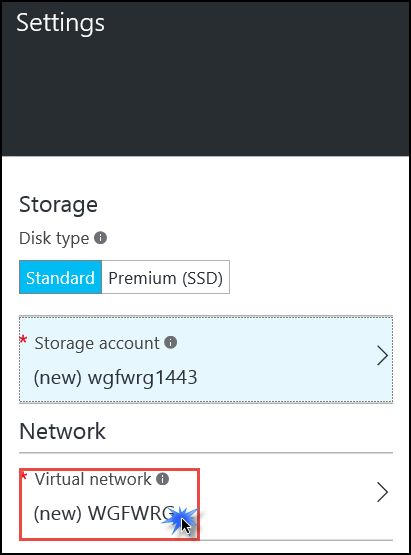 Settings
Storage
Disk type
Standard Premium (SSD)
* Storage account
(new) wgfwrg1443
Network
* Virtual network
(new) WGFWRG